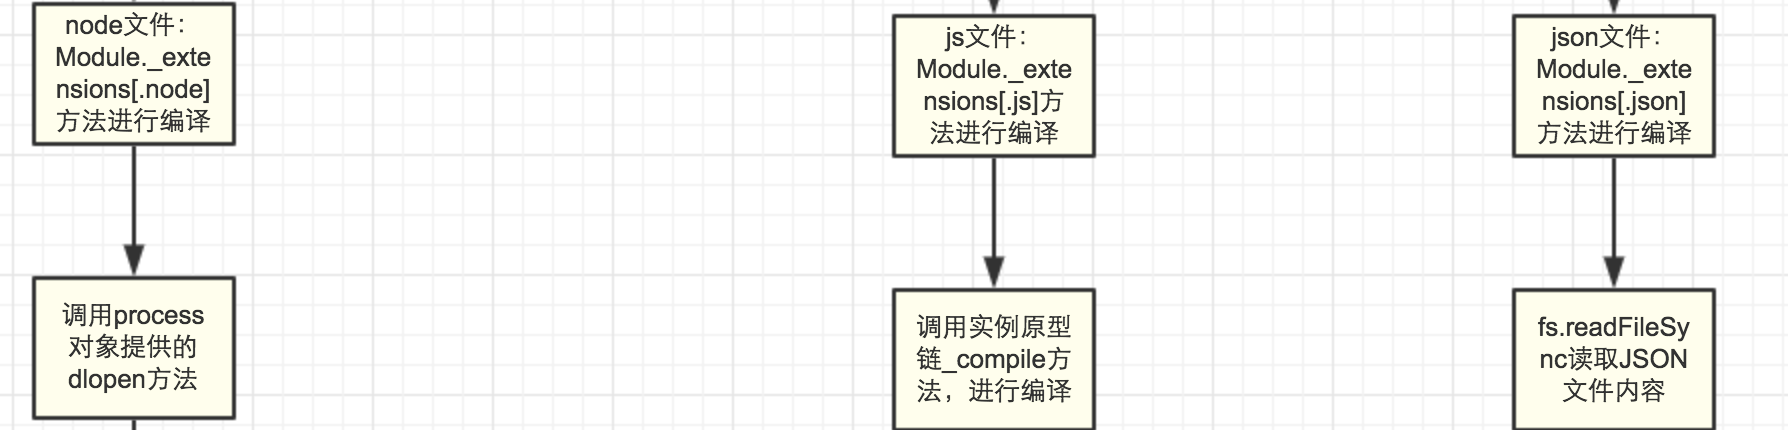 node文件：
Module._exte
nsions[.node]
方法进行编译
js文件：
Module._exte
nsions[.js]方
法进行编译
json文件：
Module._exte
nsions[.json]
方法进行编译
调用process
对象提供的
dlopen方法
调用实例原型
链_compile方
法，进行编译
fs.readFileSy
nc读取JSON
文件内容